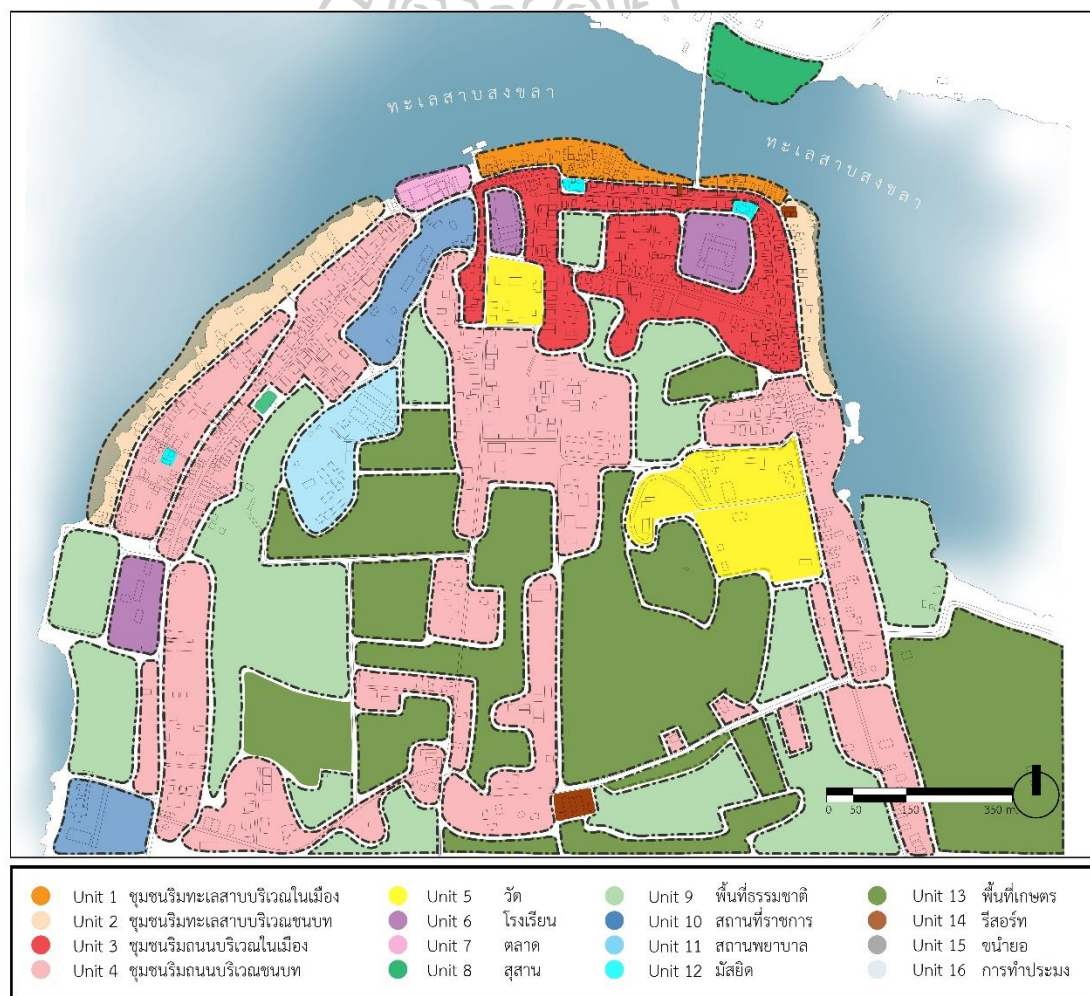 ทะเลสาบสงขลา
ทะเลสาบสงขลา
0 50 150 350 m.
Unit 1 ชุมชนริมทะเลสาบบริเวณในเมือง
Unit 2 ชุมชนริมทะเลสาบบริเวณชนบท
Unit 3 ชุมชนริมถนนบริเวณในเมือง
Unit 4 ชุมชนริมถนนบริเวณชนบท
Unit 5 วัด
Unit 6 โรงเรียน
Unit 7 ตลาด
Unit 8 สุสาน
Unit 9 พื้นที่ธรรมชาติ
Unit 10 สถานที่ราชการ
Unit 11 สถานพยาบาล
Unit 12 มัสยิด
Unit 13 พื้นที่เกษตร
Unit 14 รีสอร์ท
Unit 15 ขนำยอ
Unit 16 การทำประมง